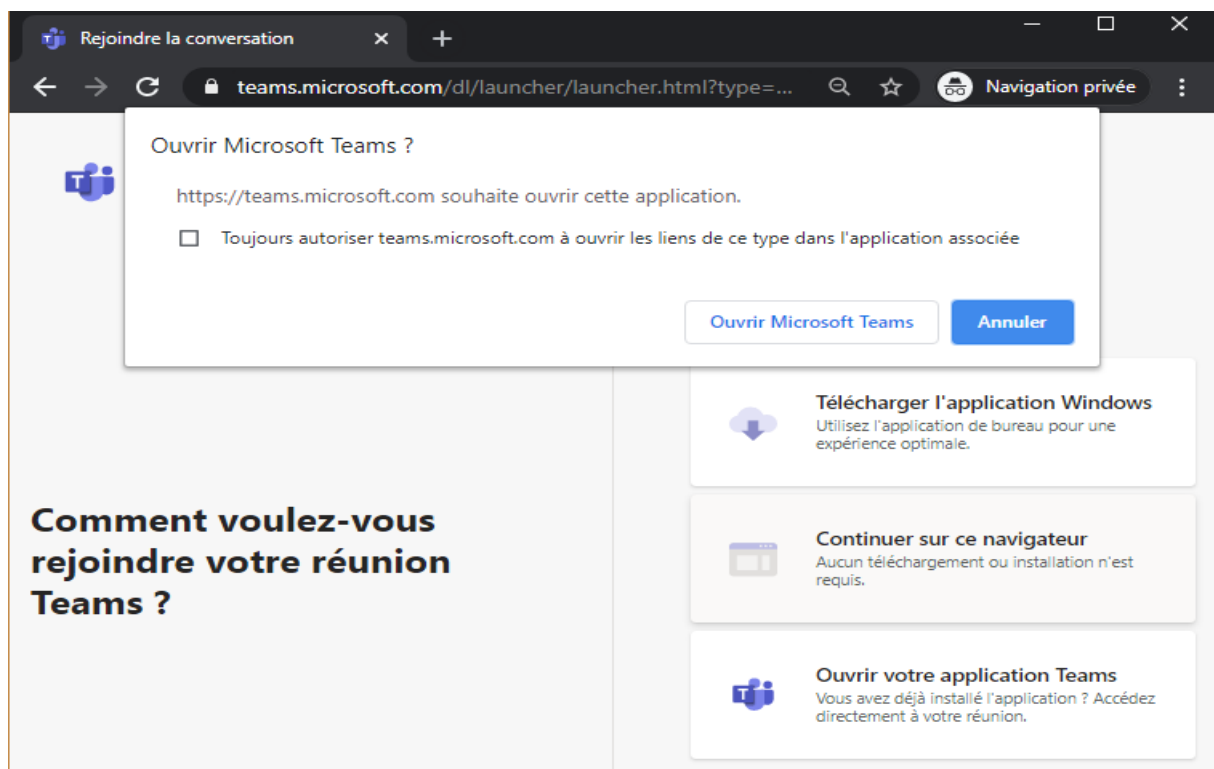 Rejoindre la conversation
teams.microsoft.com/dl/launcher/launcher.html?type=...
Navigation privée
Ouvrir Microsoft Teams ?
https://teams.microsoft.com souhaite ouvrir cette application.
Toujours autoriser teams.microsoft.com à ouvrir les liens de ce type dans l'application associée
Ouvrir Microsoft Teams
Annuler
Comment voulez-vous
rejoindre votre réunion
Teams ?
Télécharger l'application Windows
Utilisez l'application de bureau pour une
expérience optimale.
Continuer sur ce navigateur
Aucun téléchargement ou installation n'est
requis.
Ouvrir votre application Teams
Vous avez déjà installé l'application ? Accédez
directement à votre réunion.